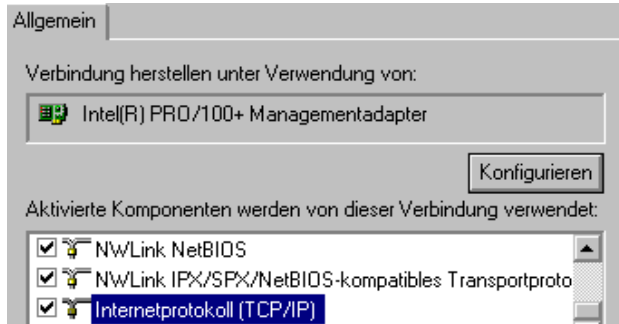 Allgemein
Verbindung herstellen unter Verwendung von:
Intel(R) PRO/100+ Managementadapter
Konfigurieren
Aktivierte Komponenten werden von dieser Verbindung verwendet:
NWLink NetBIOS
NWLink IPX/SPX/NetBIOS-kompatibles Transportproto
Internetprotokoll (TCP/IP)